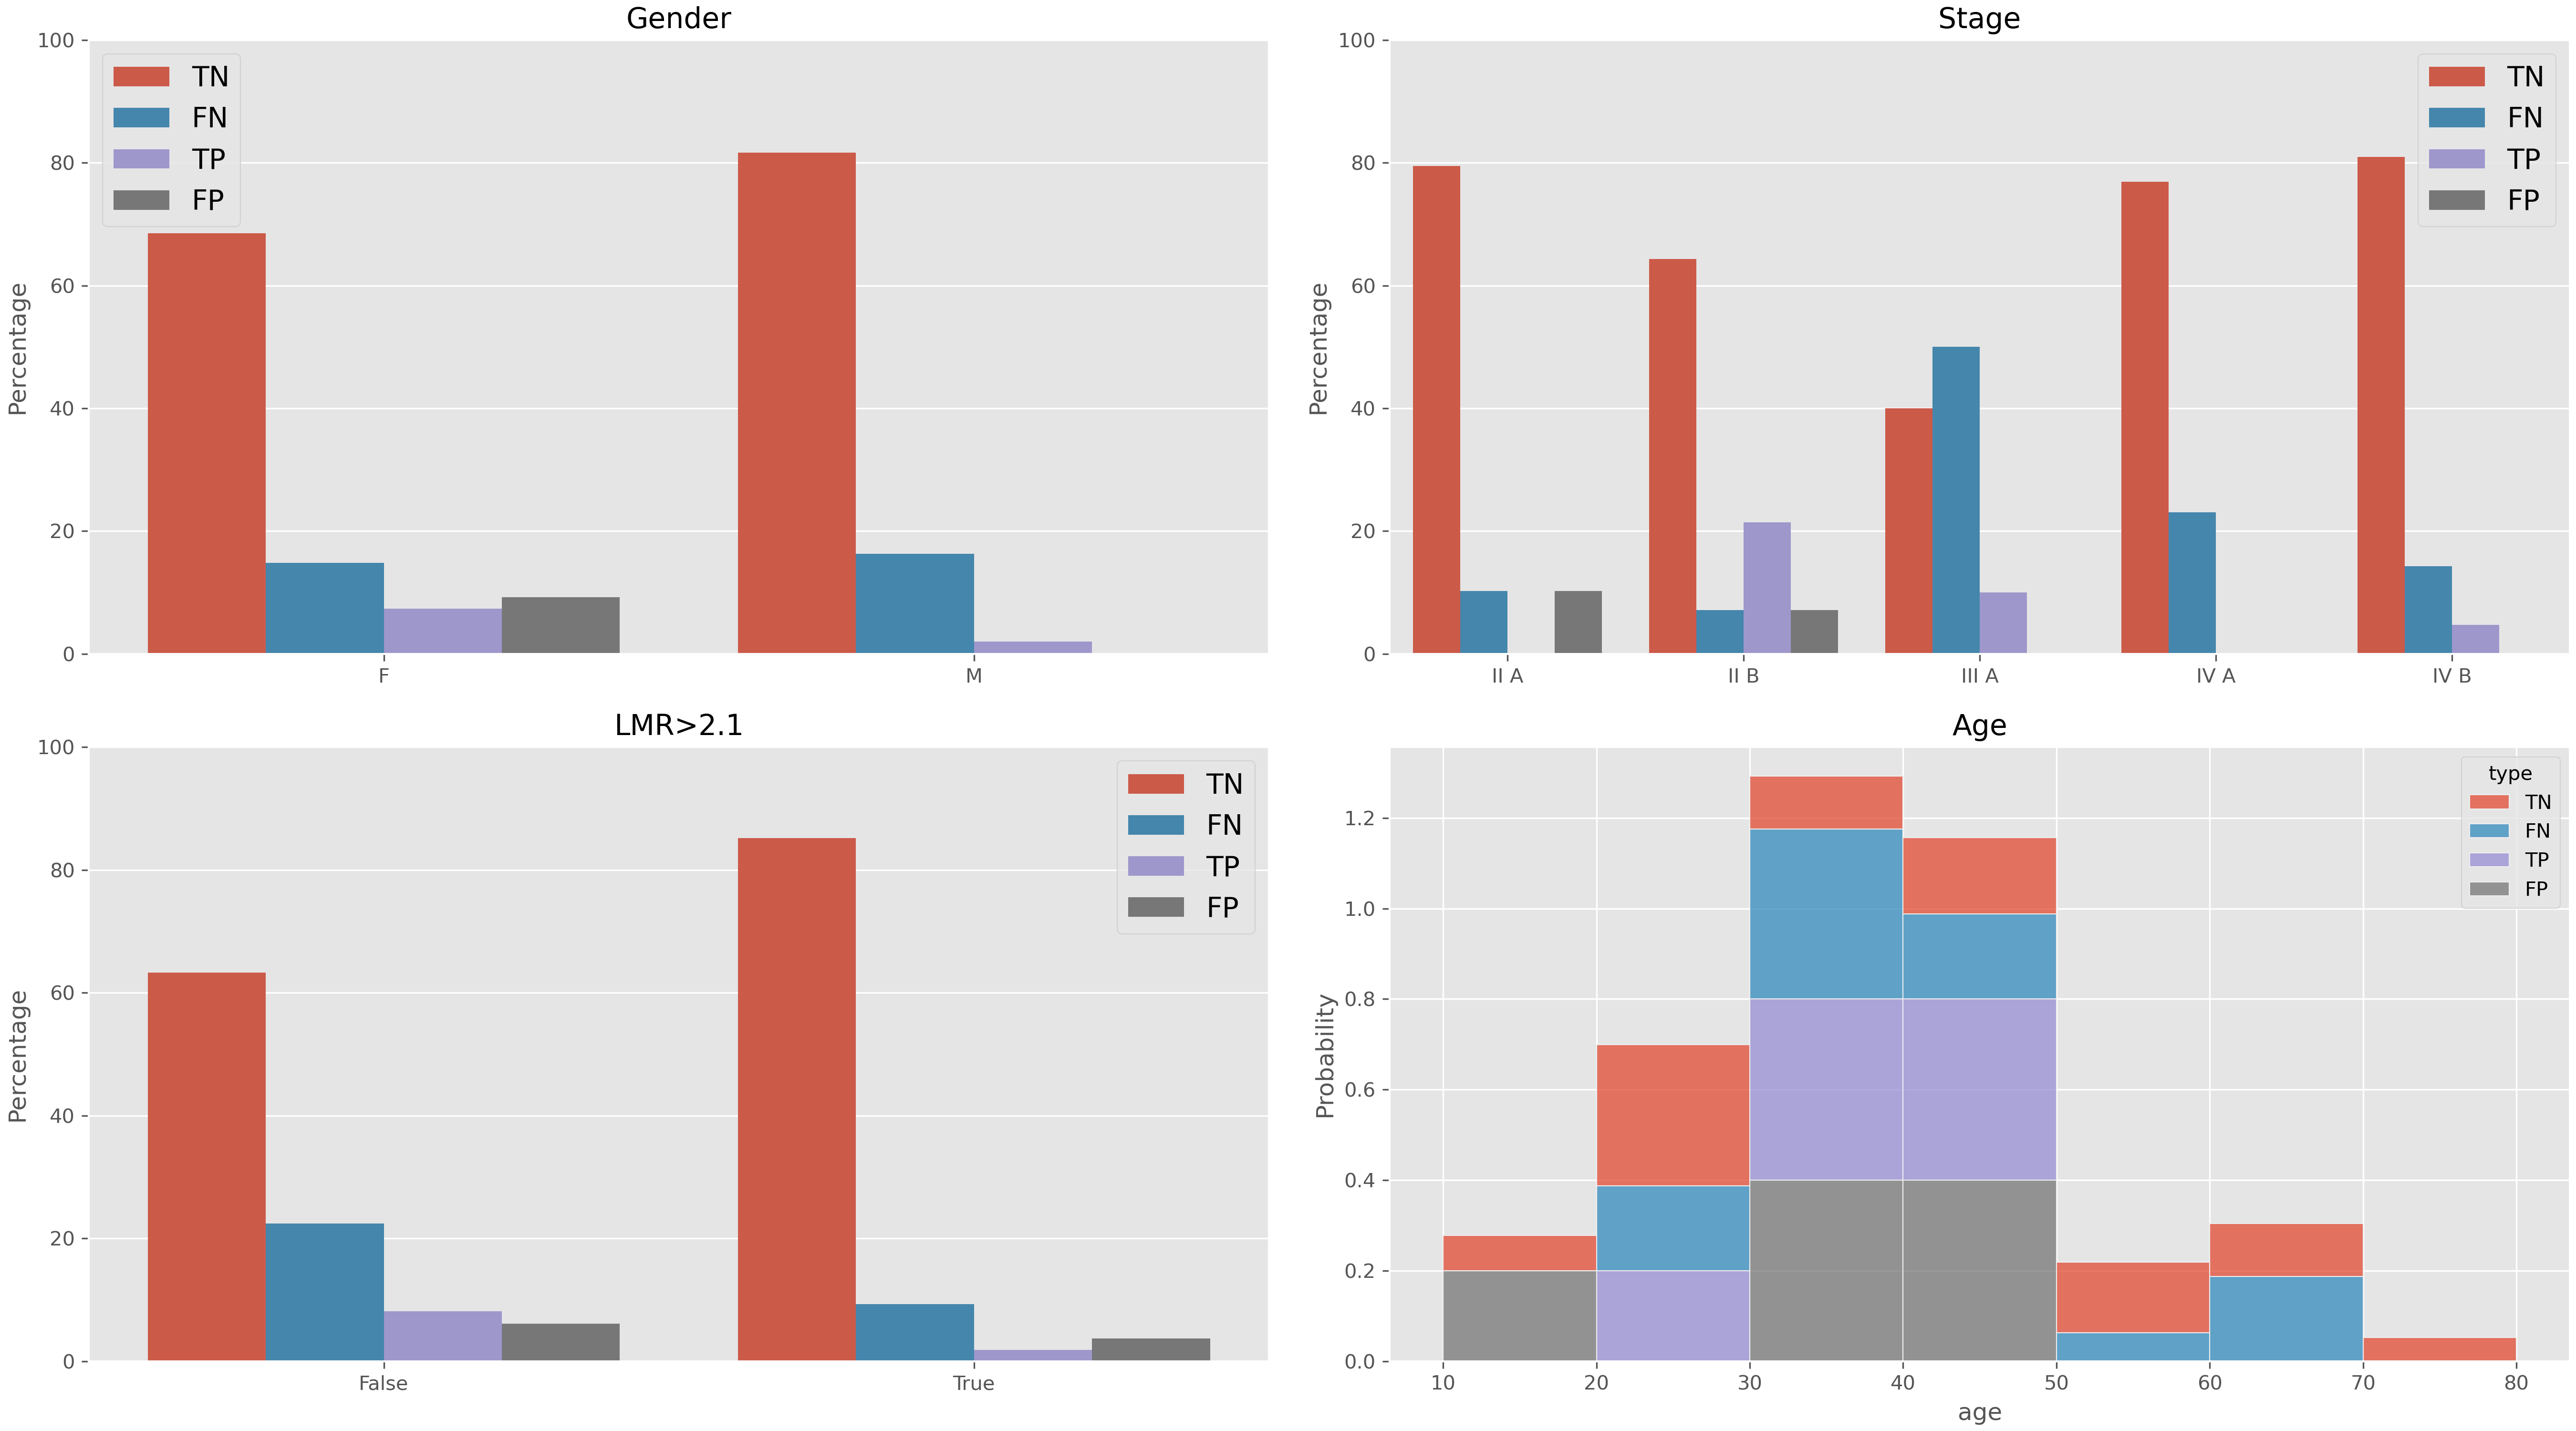 Gender
100
80
60
40
20
0
Percentage
TN
FN
TP
FP
F
M
Stage
100
80
60
40
20
0
Percentage
TN
FN
TP
FP
II A
II B
III A
IV A
IV B
LMR>2.1
100
80
60
40
20
0
Percentage
TN
FN
TP
FP
False
True
Age
1.2
1.0
0.8
0.6
0.4
0.2
0.0
Probability
type
TN
FN
TP
FP
10
20
30
40
50
60
70
80
age